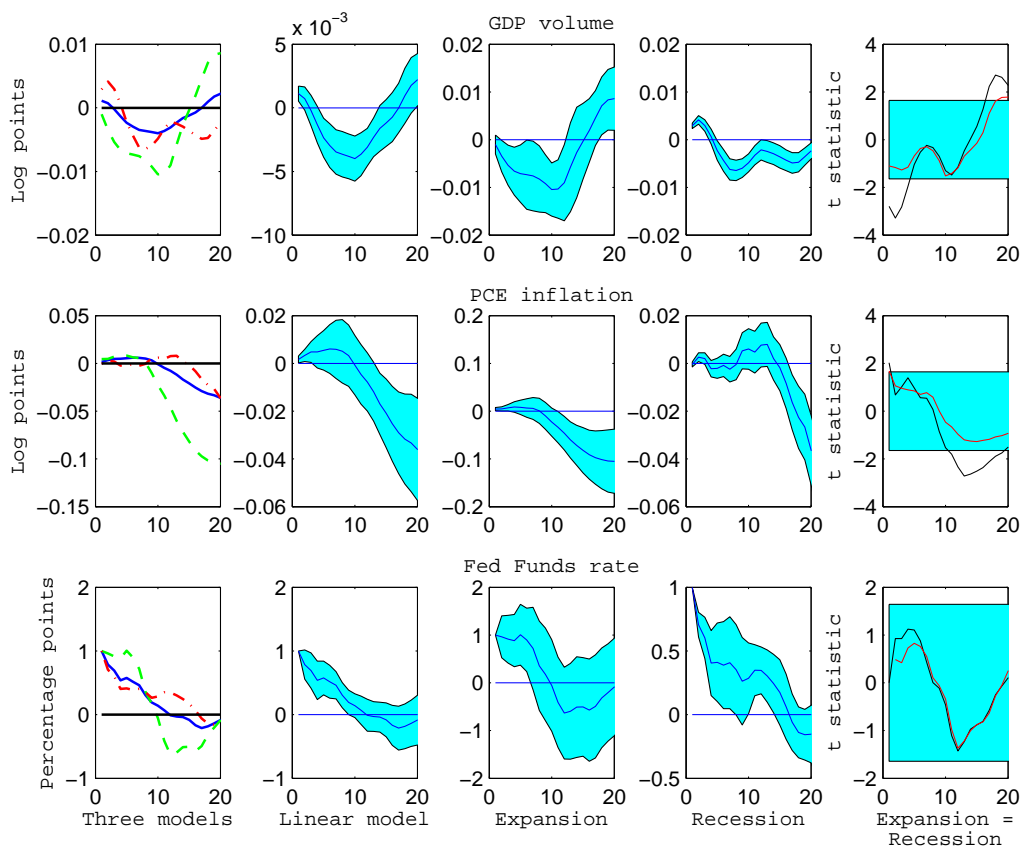 GDP volume
Log points
0.01
0
−0.01
−0.02
0 10 20
x 10⁻³
5
0
−5
−10
0 10 20
0.02
0.01
0
−0.01
−0.02
0 10 20
0.02
0.01
0
−0.01
−0.02
0 10 20
t statistic
4
2
0
−2
−4
0 10 20
PCE inflation
Log points
0.05
0
−0.05
−0.1
−0.15
0 10 20
0.02
0
−0.02
−0.04
−0.06
0 10 20
0.2
0.1
0
−0.1
−0.2
0 10 20
0.02
0
−0.02
−0.04
−0.06
0 10 20
t statistic
4
2
0
−2
−4
0 10 20
Fed Funds rate
Percentage points
2
1
0
−1
0 10 20
Three models
2
1
0
−1
0 10 20
Linear model
2
1
0
−1
−2
0 10 20
Expansion
1
0.5
0
−0.5
0 10 20
Recession
t statistic
2
1
0
−1
−2
0 10 20
Expansion =
Recession